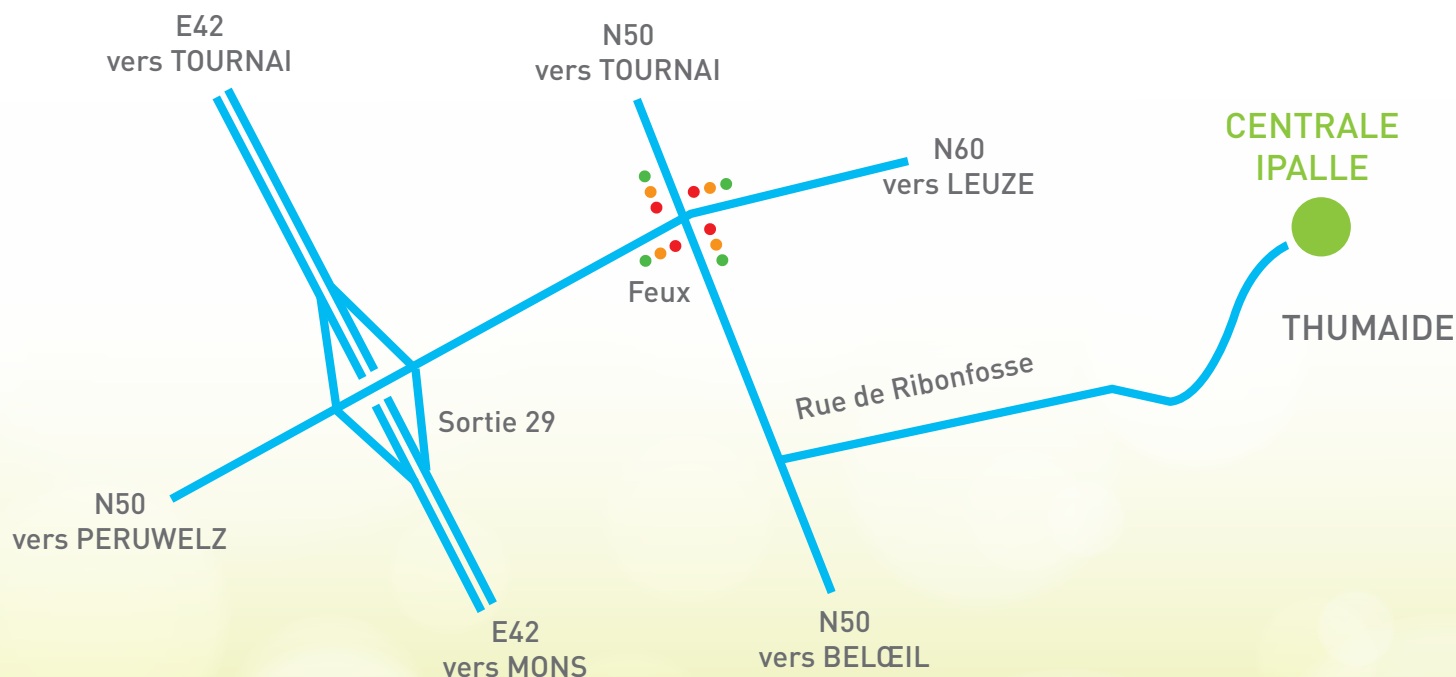 E42
vers TOURNAI
N50
vers TOURNAI
N60
vers LEUZE
CENTRALE
IPALLE
THUMAIDE
Feux
Rue de Ribonfosse
Sortie 29
N50
vers PERUWELZ
E42
vers MONS
N50
vers BELŒIL